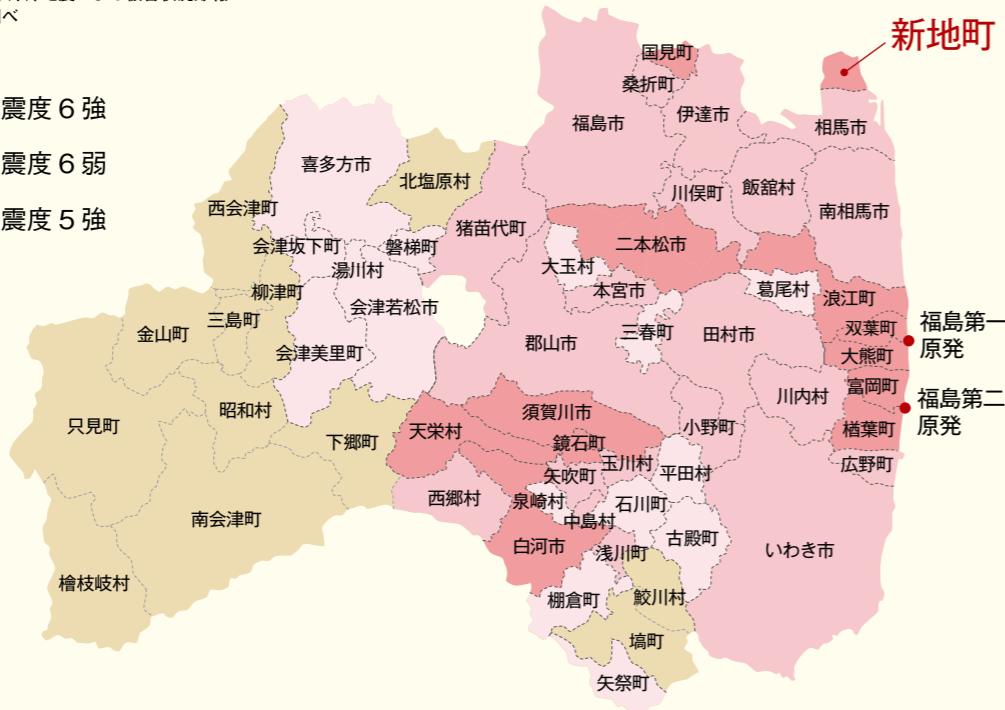 べ
震度６強
震度６弱
震度５強
新地町
国見町
桑折町
福島市
伊達市
相馬市
喜多方市
北塩原村
川俣町
飯舘村
西会津町
猪苗代町
南相馬市
会津坂下町
磐梯町
二本松市
湯川村
大玉村
柳津町
本宮市
葛尾村
浪江町
会津若松市
三島町
金山町
三春町
田村市
双葉町
福島第一
原発
会津美里町
郡山市
大熊町
富岡町
川内村
福島第二
原発
昭和村
須賀川市
只見町
下郷町
天栄村
鏡石町
小野町
楢葉町
玉川村
広野町
矢吹町
平田村
西郷村
泉崎村
石川町
南会津町
中島村
古殿町
白河市
浅川町
いわき市
檜枝岐村
棚倉町
鮫川村
塙町
矢祭町